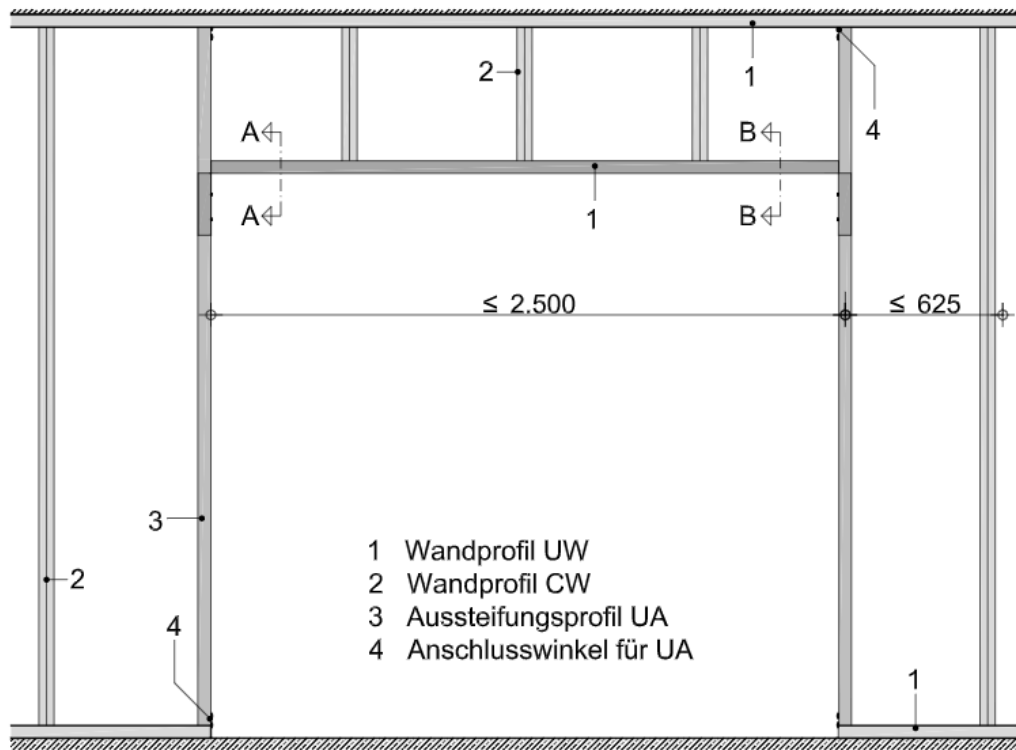 2
1
4
A
B
1
A
B
≤ 2.500
≤ 625
3
2
1 Wandprofil UW
2 Wandprofil CW
3 Aussteifungsprofil UA
4 Anschlusswinkel für UA
4
1